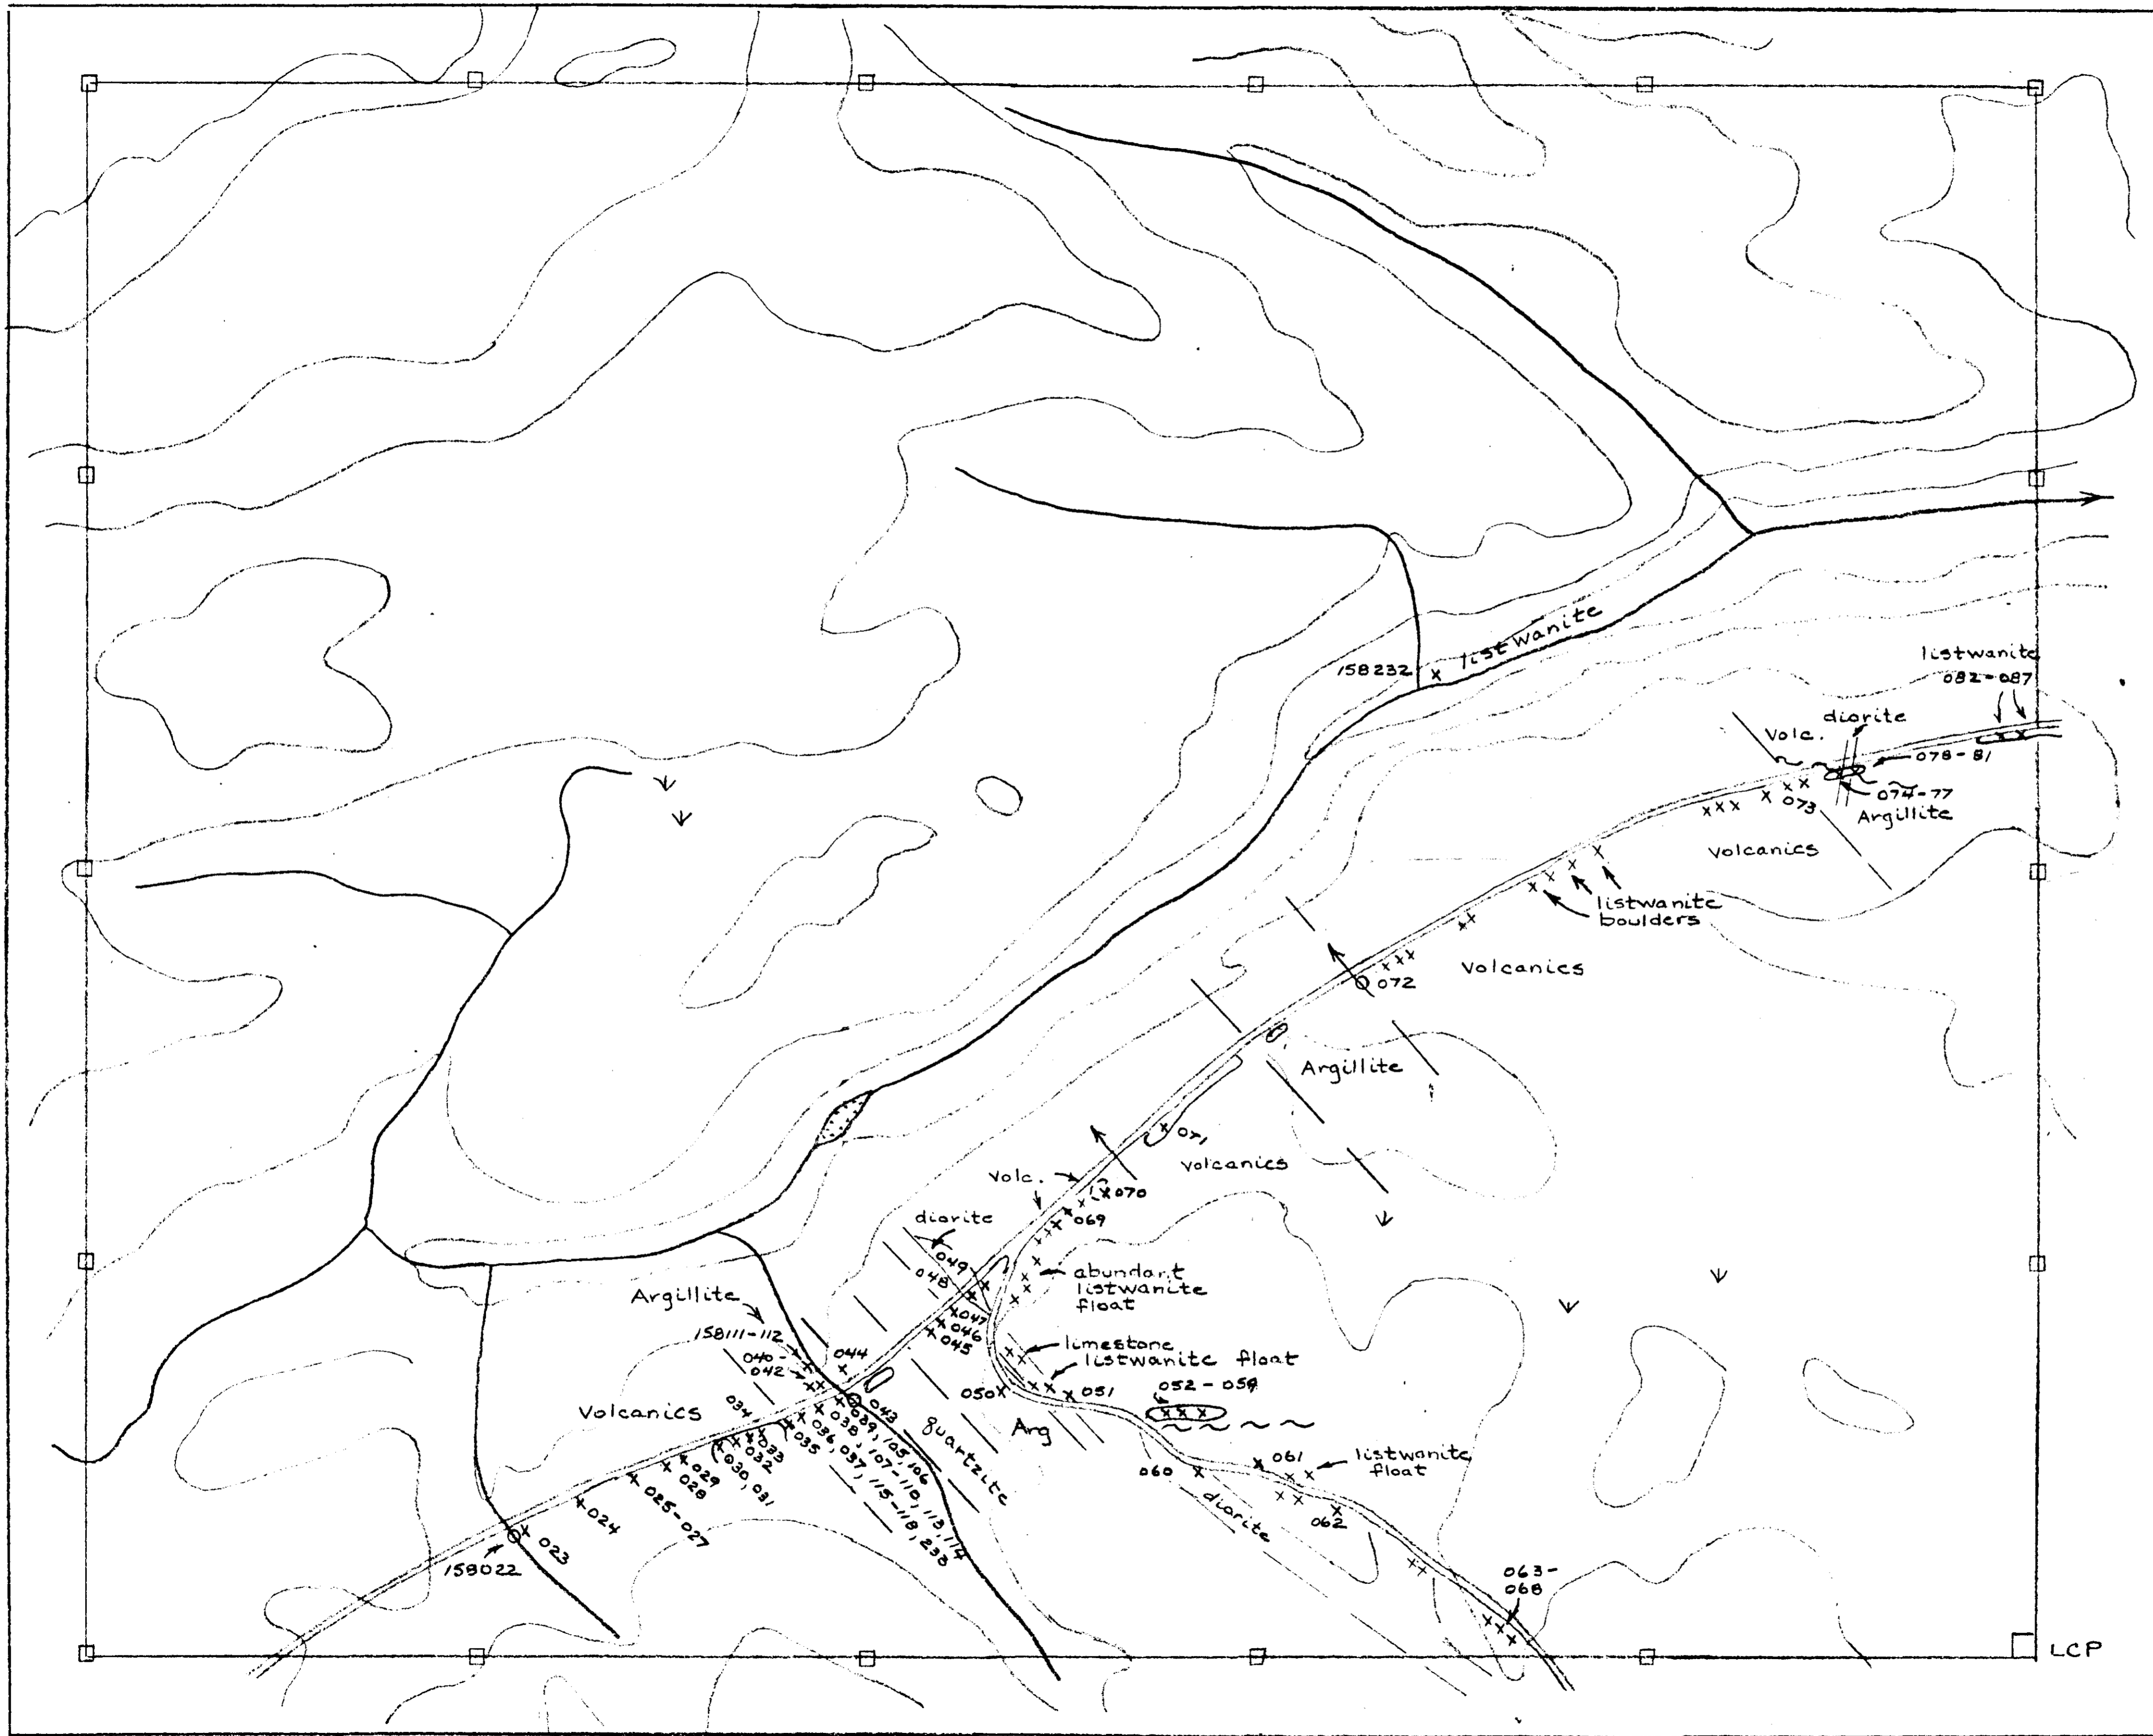 listwanite
158232
listwanite
082-087
diorite
Volc.
078-81
074-77
Argillite
073
Volcanics
listwanite
boulders
Volcanics
072
Argillite
071
Volcanics
Volc.
070
069
diorite
049
048
abundant
listwanite
float
047
046
045
Argillite
158111-112
040-
042
044
limestone
listwanite float
050
051
052-059
043
Volcanics
034
039, 105, 106
038, 107-110, 113, 114
036, 037, 115-118, 233
035
033
032
030, 031
029
028
025-027
024
023
158022
quartzite
Arg
060
061
listwanite
float
diorite
062
063-
068
LCP